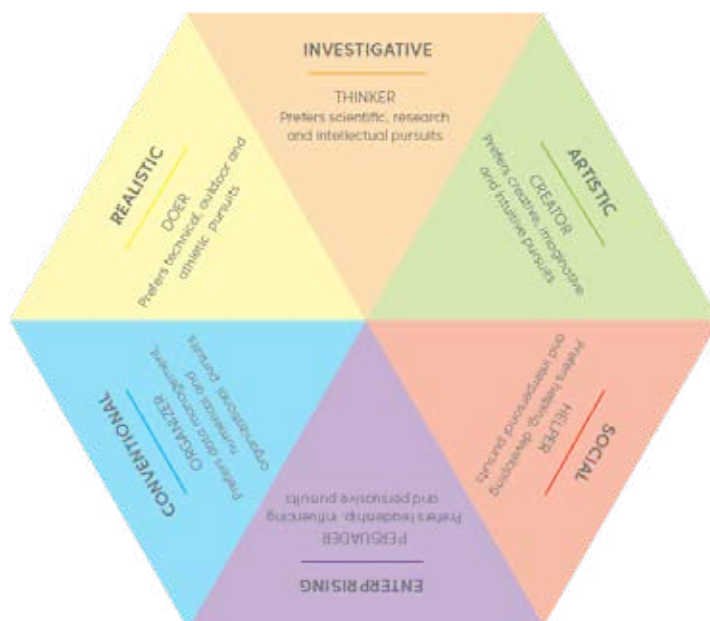 INVESTIGATIVE
THINKER
Prefers scientific, research
and intellectual pursuits
ARTISTIC
CREATOR
Prefers creative, imaginative
and intuitive pursuits
SOCIAL
HELPER
Prefers helping, developing
and interpersonal pursuits
ENTERPRISING
PERSUADER
Prefers leadership, influencing
and persuasive pursuits
CONVENTIONAL
ORGANIZER
Prefers data management,
numerical and
organizational pursuits
REALISTIC
DOER
Prefers technical, outdoor and
athletic pursuits